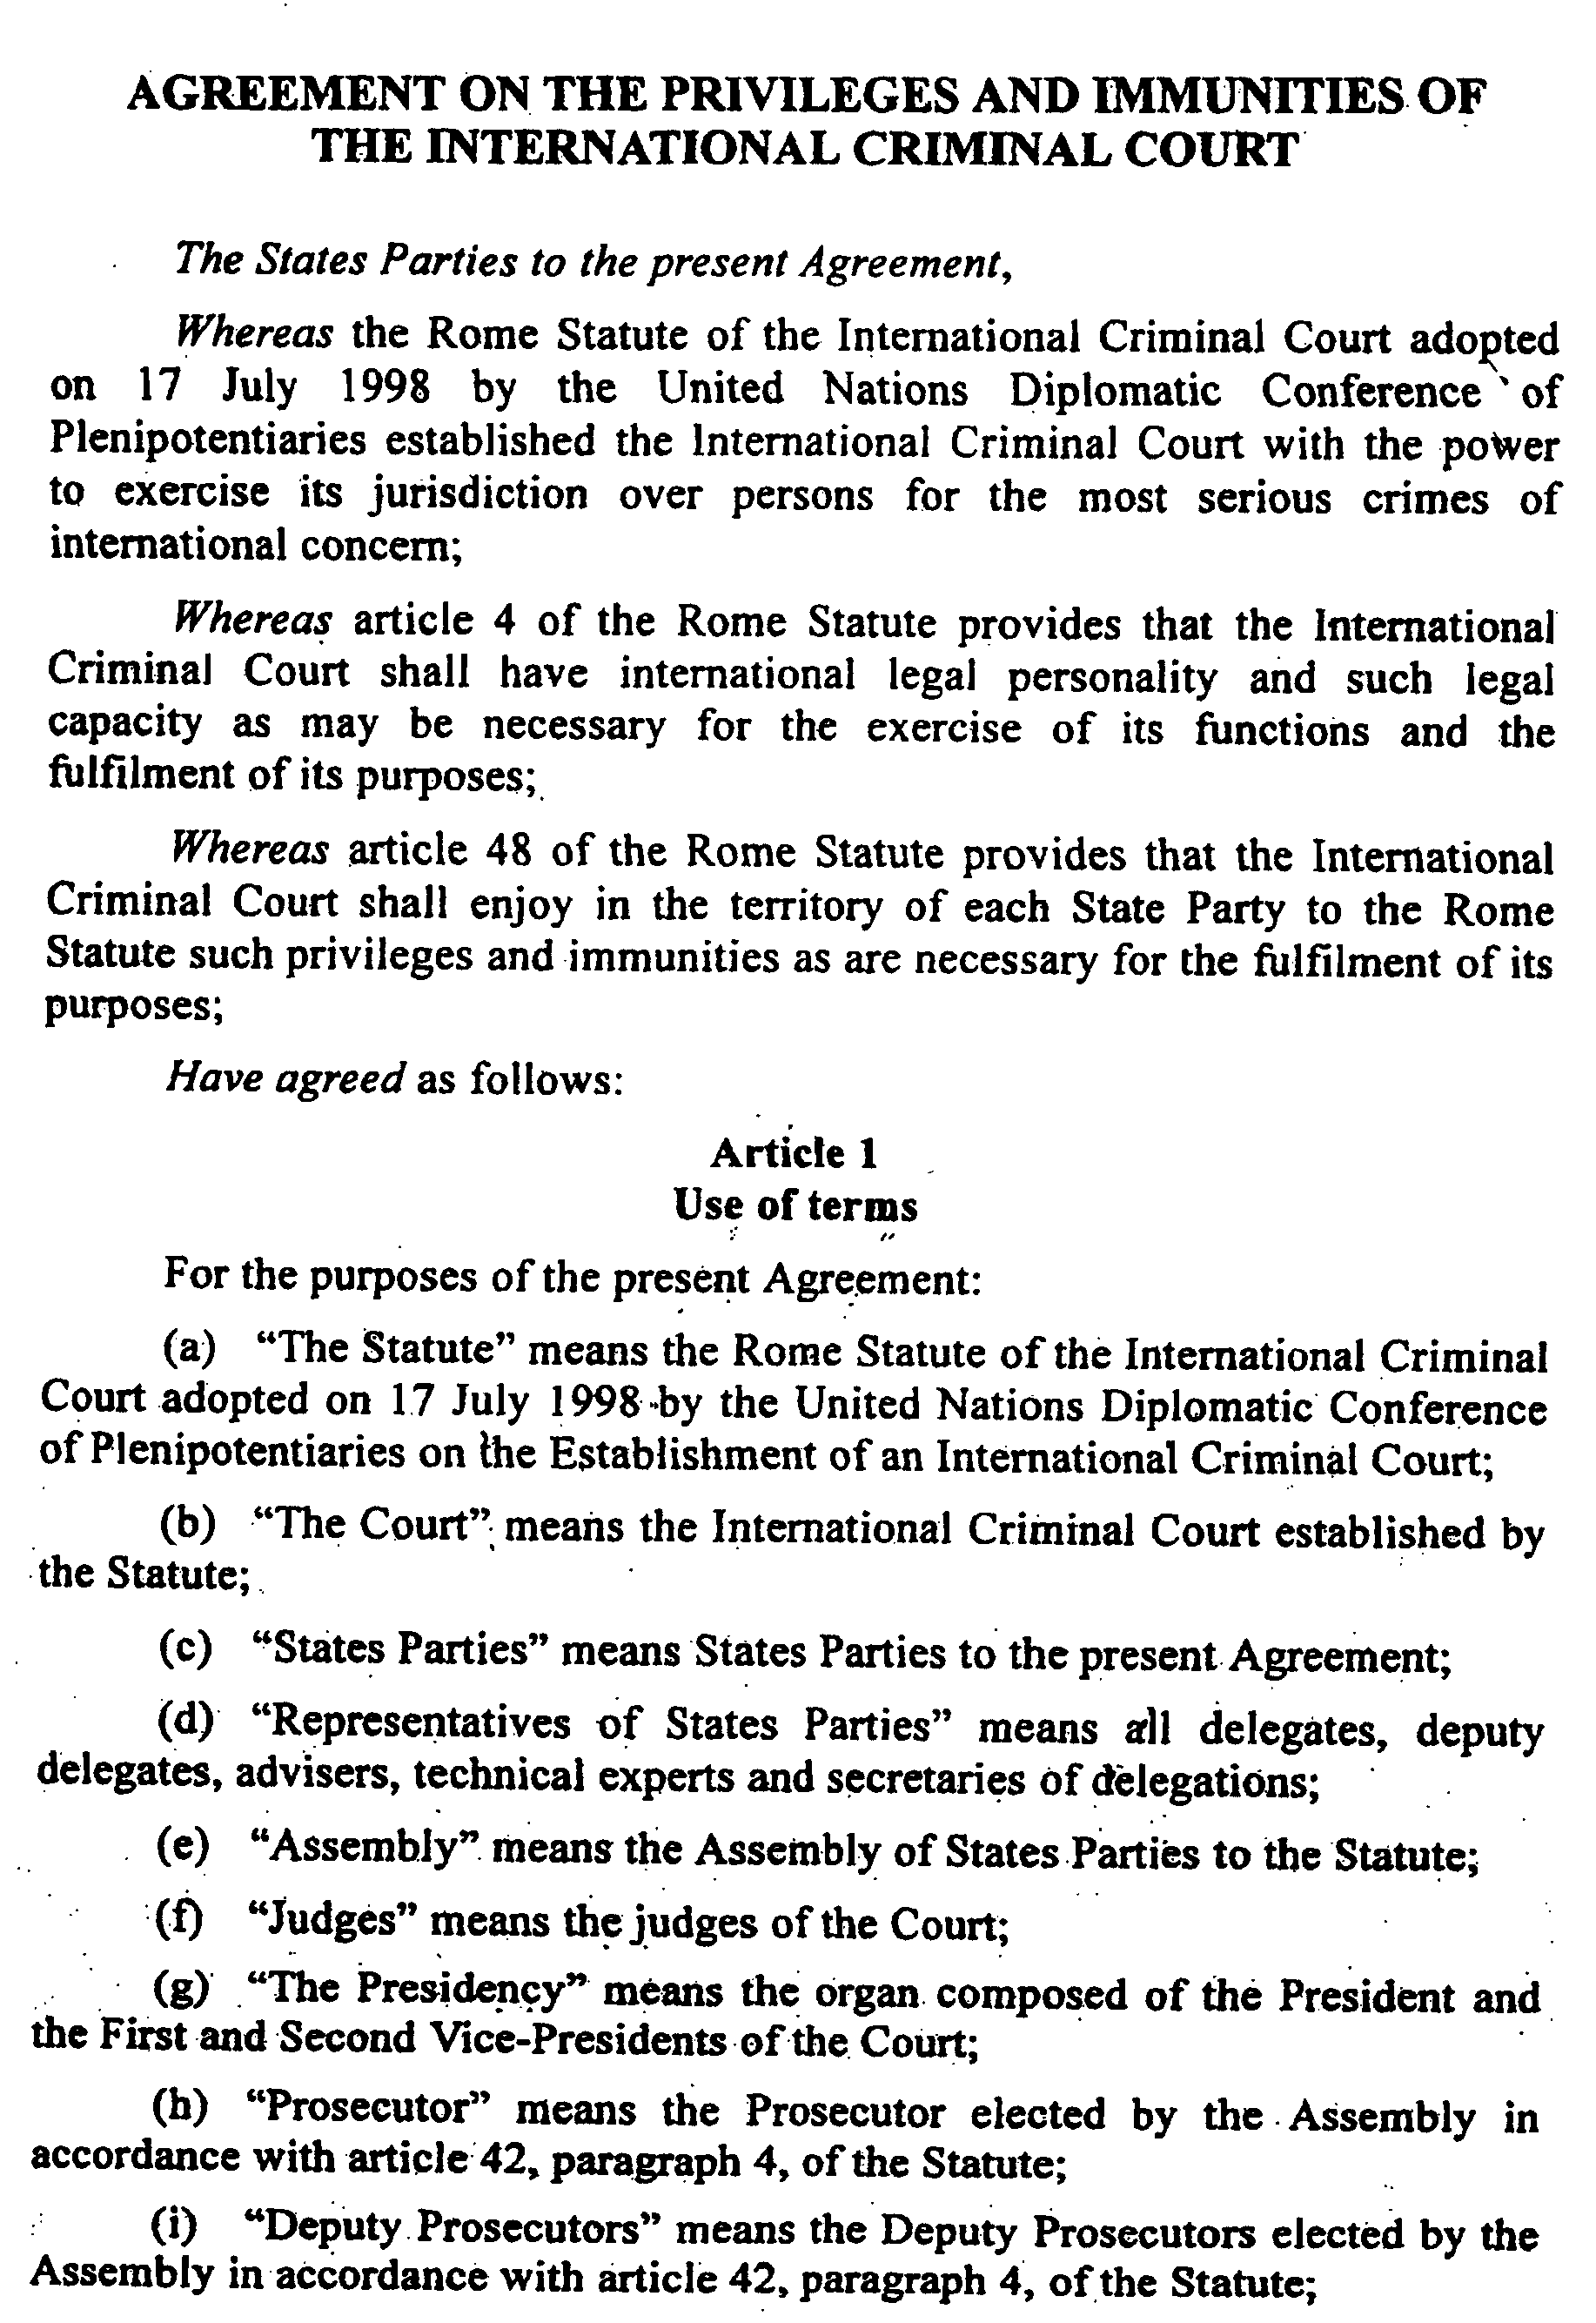 AGREEMENT ON THE PRIVILEGES AND IMMUNITIES OF
THE INTERNATIONAL CRIMINAL COURT
The States Parties to the present Agreement,
Whereas the Rome Statute of the International Criminal Court adopted
on 17 July 1998 by the United Nations Diplomatic Conference of
Plenipotentiaries established the International Criminal Court with the power
to exercise its jurisdiction over persons for the most serious crimes of
international concern;
Whereas article 4 of the Rome Statute provides that the International
Criminal Court shall have international legal personality and such legal
capacity as may be necessary for the exercise of its functions and the
fulfilment of its purposes;
Whereas article 48 of the Rome Statute provides that the International
Criminal Court shall enjoy in the territory of each State Party to the Rome
Statute such privileges and immunities as are necessary for the fulfilment of its
purposes;
Have agreed as follows:
Article 1
Use of terms
For the purposes of the present Agreement:
(a) “The Statute” means the Rome Statute of the International Criminal
Court adopted on 17 July 1998 by the United Nations Diplomatic Conference
of Plenipotentiaries on the Establishment of an International Criminal Court;
(b) “The Court” means the International Criminal Court established by
the Statute;
(c) “States Parties” means States Parties to the present Agreement;
(d) “Representatives of States Parties” means all delegates, deputy
delegates, advisers, technical experts and secretaries of delegations;
(e) “Assembly” means the Assembly of States Parties to the Statute;
(f) “Judges” means the judges of the Court;
(g) “The Presidency” means the organ composed of the President and
the First and Second Vice-Presidents of the Court;
(h) “Prosecutor” means the Prosecutor elected by the Assembly in
accordance with article 42, paragraph 4, of the Statute;
(i) “Deputy Prosecutors” means the Deputy Prosecutors elected by the
Assembly in accordance with article 42, paragraph 4, of the Statute;